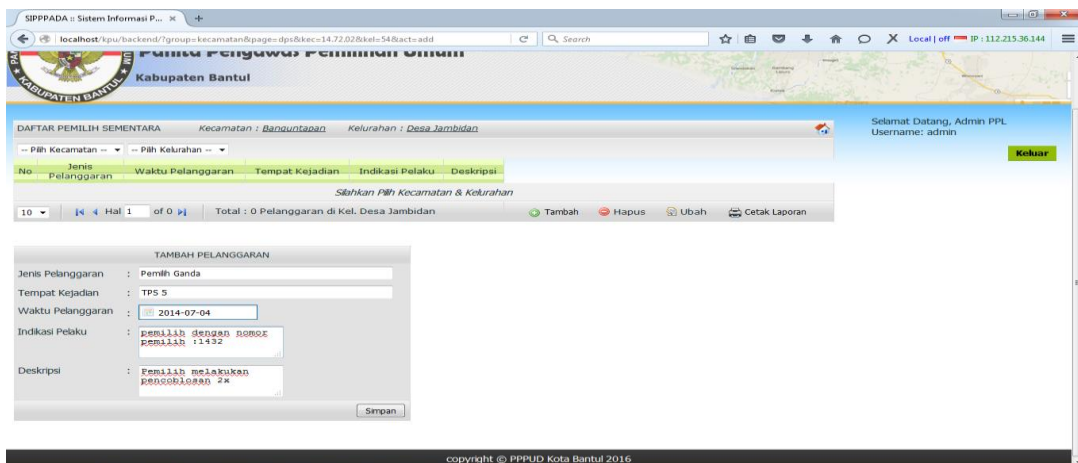 SIPPPADA :: Sistem Informasi P... × +
localhost/kpu/backend/?group=kecamatan&page=dps&kec=14.72.02&kel=54&act=add
Search
Local | off IP : 112.215.36.144
Panitia Pengawas Pemilihan Umum
Kabupaten Bantul
DAFTAR PEMILIH SEMENTARA Kecamatan : Banguntapan Kelurahan : Desa Jambidan
Selamat Datang, Admin PPL
Username: admin
-- Pilih Kecamatan -- -- Pilih Kelurahan --
Keluar
No Jenis Pelanggaran Waktu Pelanggaran Tempat Kejadian Indikasi Pelaku Deskripsi
Silahkan Pilih Kecamatan & Kelurahan
10 Hal 1 of 0 Total : 0 Pelanggaran di Kel. Desa Jambidan Tambah Hapus Ubah Cetak Laporan
TAMBAH PELANGGARAN
Jenis Pelanggaran : Pemilih Ganda
Tempat Kejadian : TPS 5
Waktu Pelanggaran : 2014-07-04
Indikasi Pelaku : pemilih dengan nomor
pemilih :1432
Deskripsi : Pemilih melakukan
pencoblosan 2x
Simpan
copyright © PPPUD Kota Bantul 2016